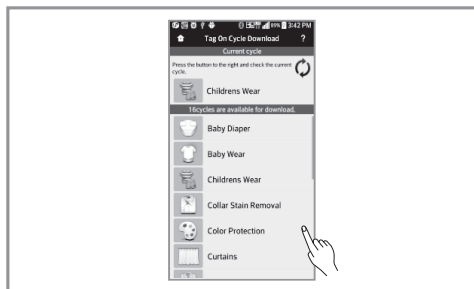 80% 3:42 PM
Tag On Cycle Download ?
Current cycle
Press the button to the right and check the current
cycle.
Childrens Wear
16cycles are available for download.
Baby Diaper
Baby Wear
Childrens Wear
Collar Stain Removal
Color Protection
Curtains